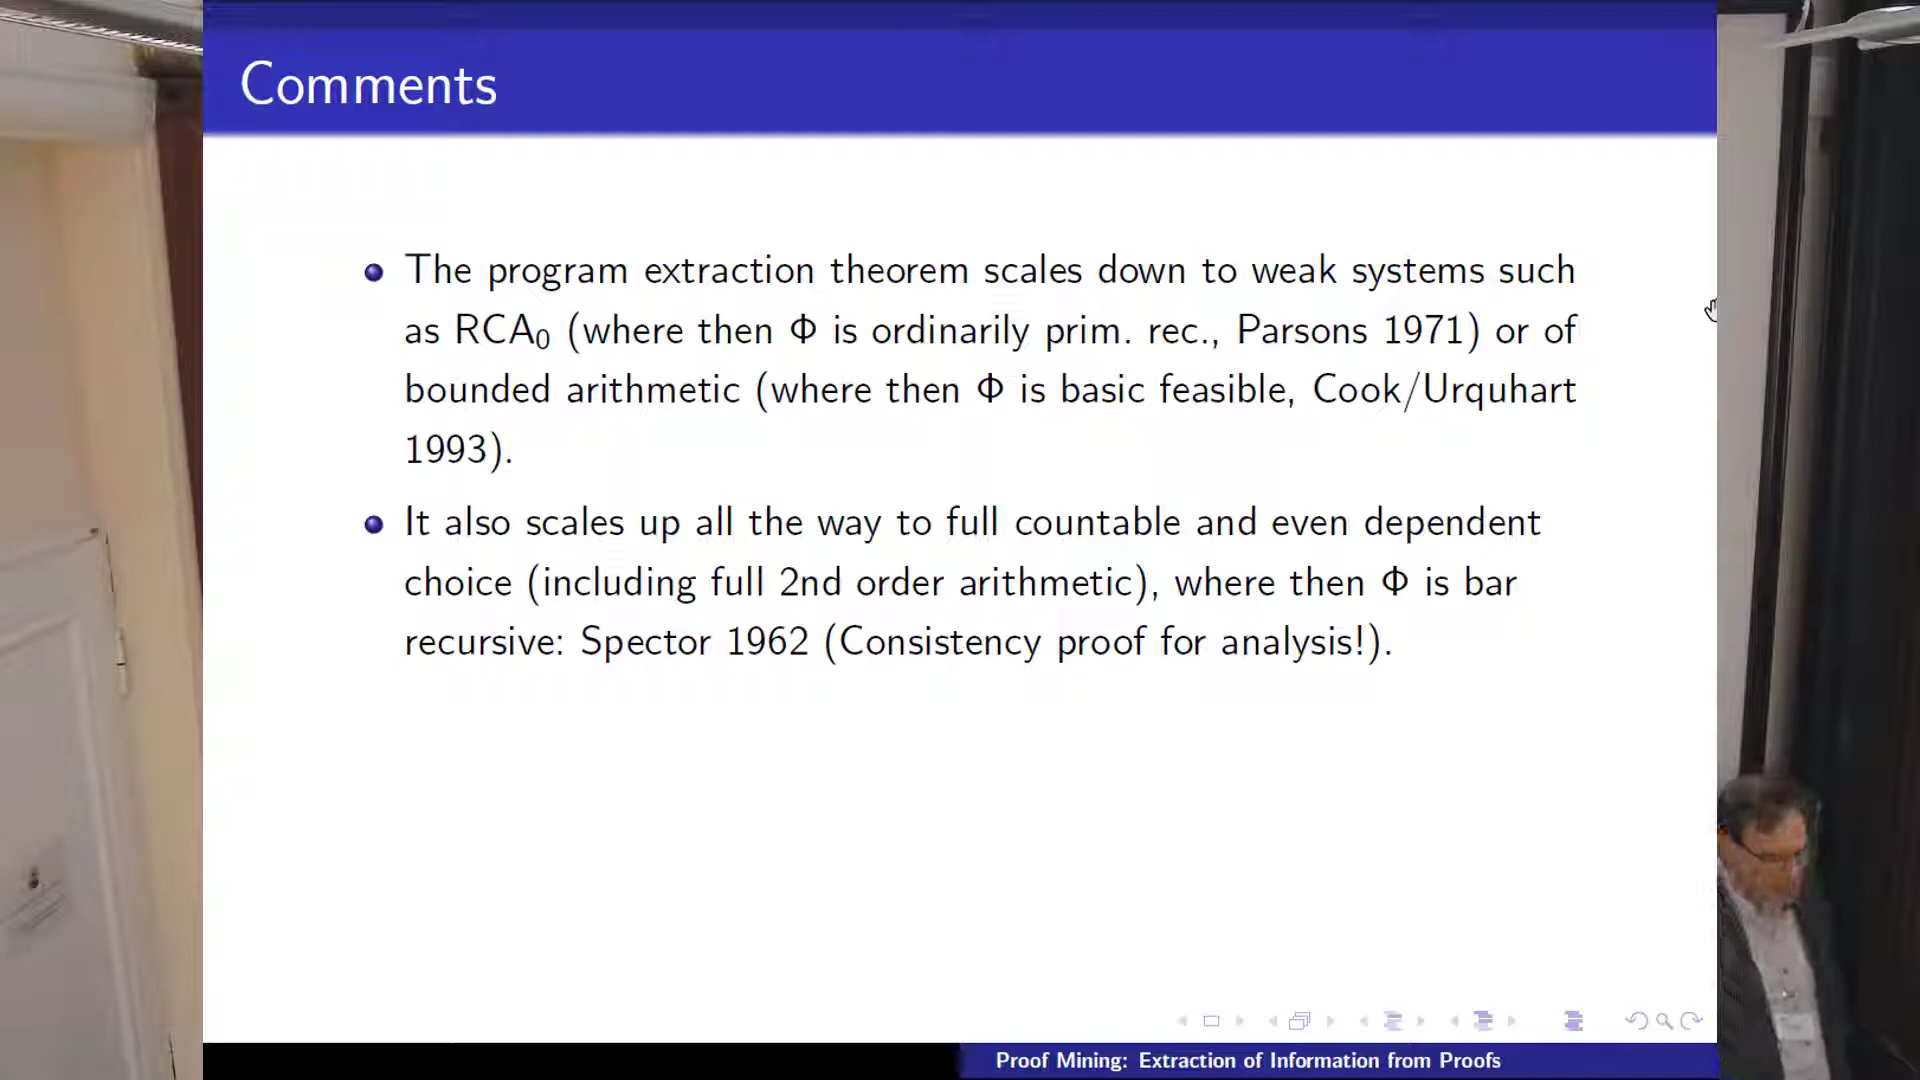 Comments
The program extraction theorem scales down to weak systems such
as RCA₀ (where then Φ is ordinarily prim. rec., Parsons 1971) or of
bounded arithmetic (where then Φ is basic feasible, Cook/Urquhart
1993).
It also scales up all the way to full countable and even dependent
choice (including full 2nd order arithmetic), where then Φ is bar
recursive: Spector 1962 (Consistency proof for analysis!).
Proof Mining: Extraction of Information from Proofs